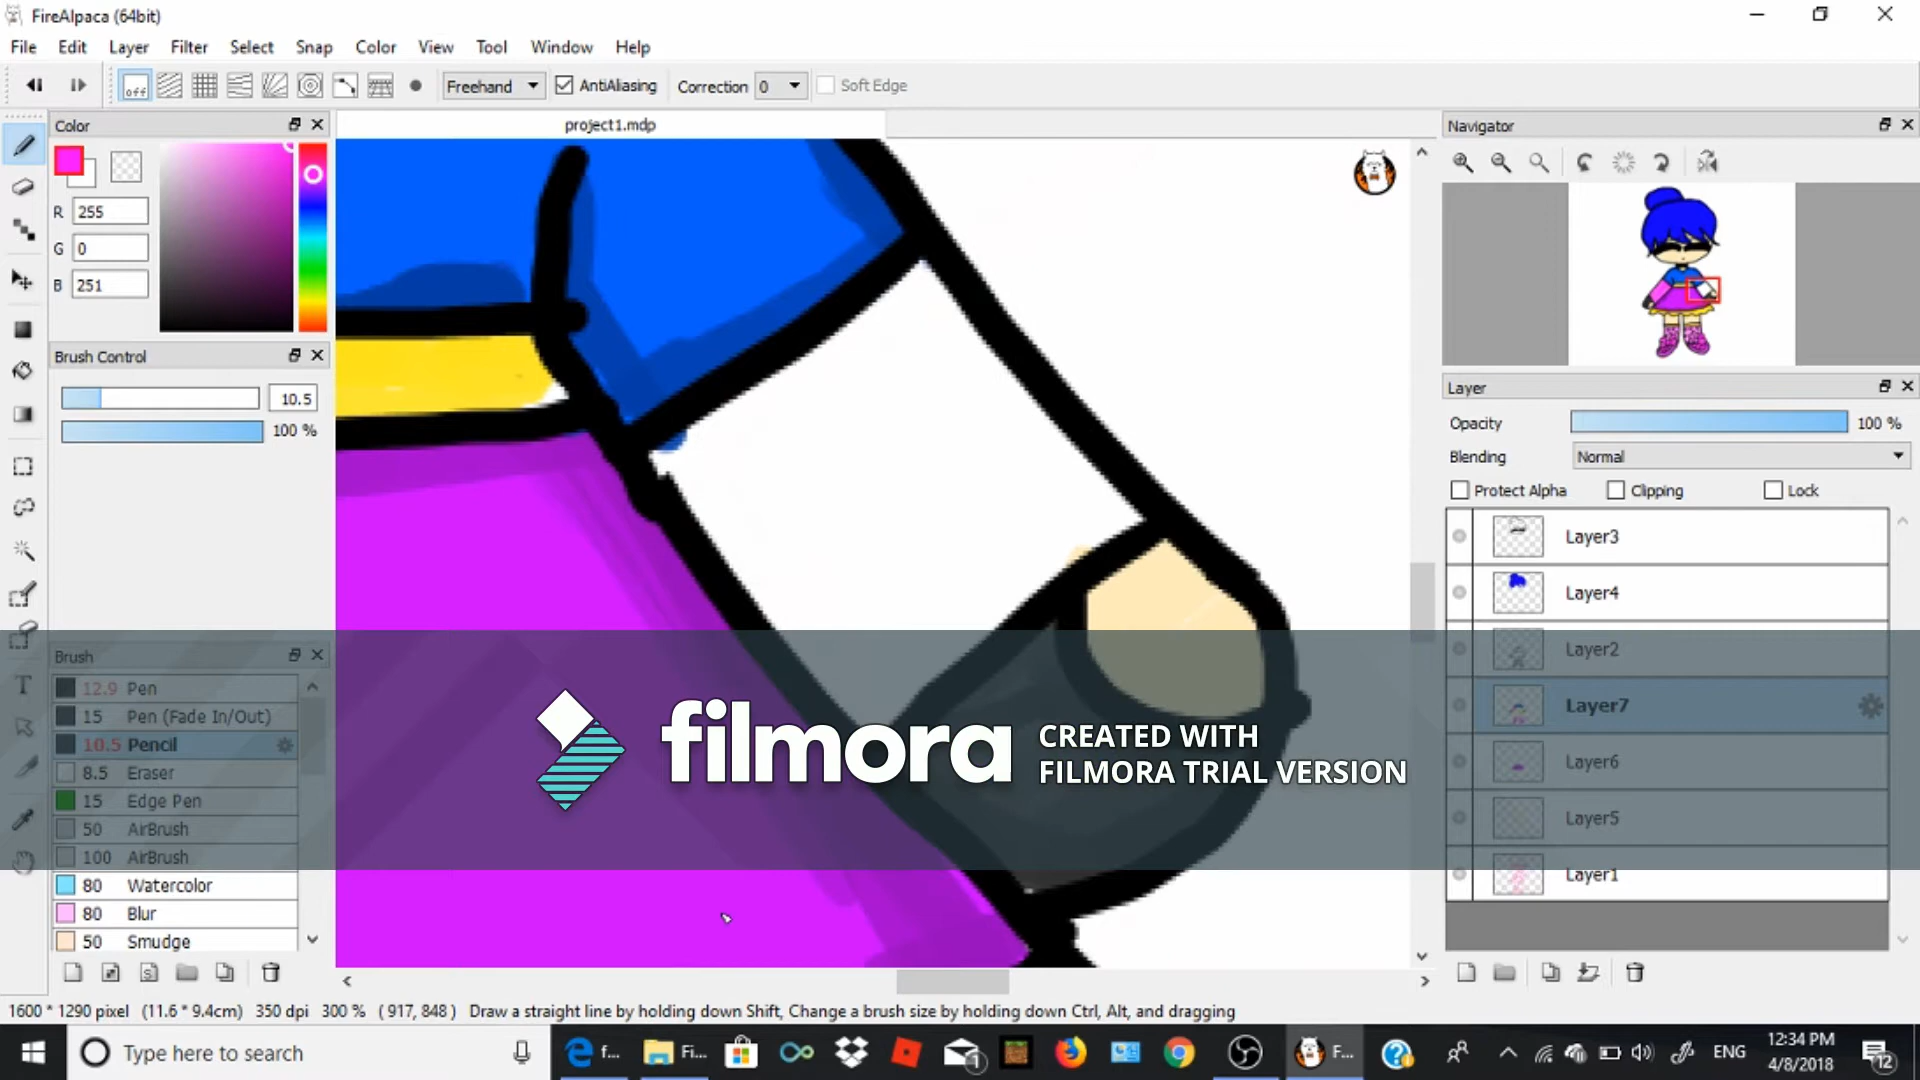 FireAlpaca (64bit)
File Edit Layer Filter Select Snap Color View Tool Window Help
off Freehand AntiAliasing Correction 0 Soft Edge
Color
project1.mdp
Navigator
R 255
G 0
B 251
Brush Control
10.5
100 %
Layer
Opacity 100 %
Blending Normal
Protect Alpha Clipping Lock
Layer3
Layer4
Layer2
Layer7
Layer6
Layer5
Layer1
Brush
12.9 Pen
15 Pen (Fade In/Out)
10.5 Pencil
8.5 Eraser
15 Edge Pen
50 AirBrush
100 AirBrush
80 Watercolor
80 Blur
50 Smudge
filmora
CREATED WITH
FILMORA TRIAL VERSION
1600 * 1290 pixel (11.6 * 9.4cm) 350 dpi 300 % ( 917, 848 ) Draw a straight line by holding down Shift, Change a brush size by holding down Ctrl, Alt, and dragging
Type here to search
f... Fi... 1 F... ENG
12:34 PM
4/8/2018
12